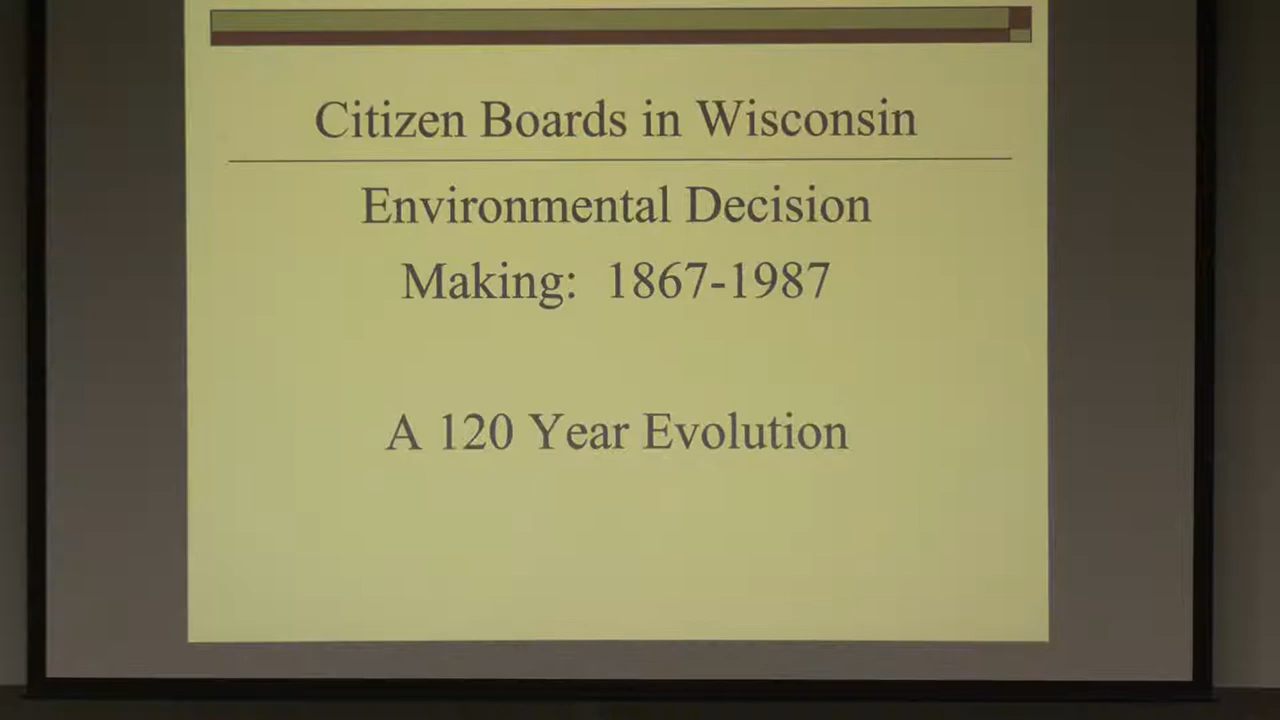 Citizen Boards in Wisconsin
Environmental Decision
Making: 1867-1987
A 120 Year Evolution